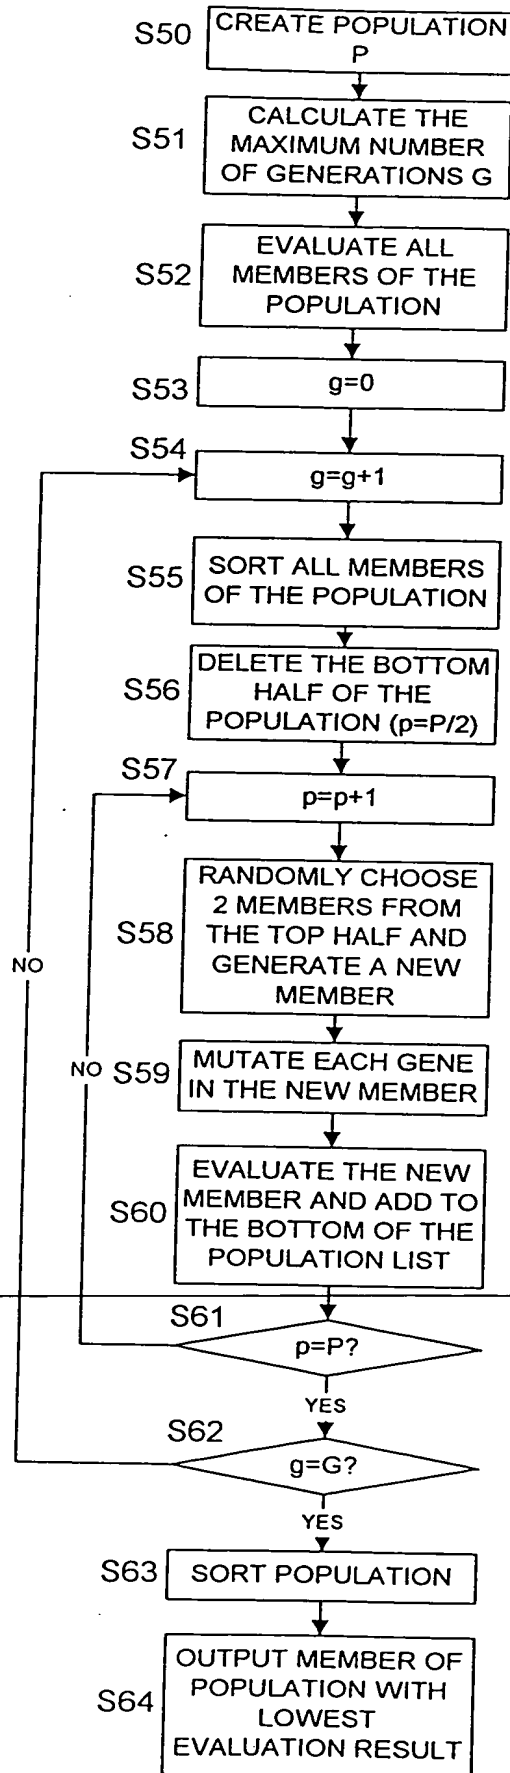 S50
CREATE POPULATION
P
S51
CALCULATE THE
MAXIMUM NUMBER
OF GENERATIONS G
S52
EVALUATE ALL
MEMBERS OF THE
POPULATION
S53
g=0
S54
g=g+1
S55
SORT ALL MEMBERS
OF THE POPULATION
S56
DELETE THE BOTTOM
HALF OF THE
POPULATION (p=P/2)
S57
p=p+1
S58
RANDOMLY CHOOSE
2 MEMBERS FROM
THE TOP HALF AND
GENERATE A NEW
MEMBER
NO
NO
S59
MUTATE EACH GENE
IN THE NEW MEMBER
S60
EVALUATE THE NEW
MEMBER AND ADD TO
THE BOTTOM OF THE
POPULATION LIST
S61
p=P?
YES
S62
g=G?
YES
S63
SORT POPULATION
S64
OUTPUT MEMBER OF
POPULATION WITH
LOWEST
EVALUATION RESULT